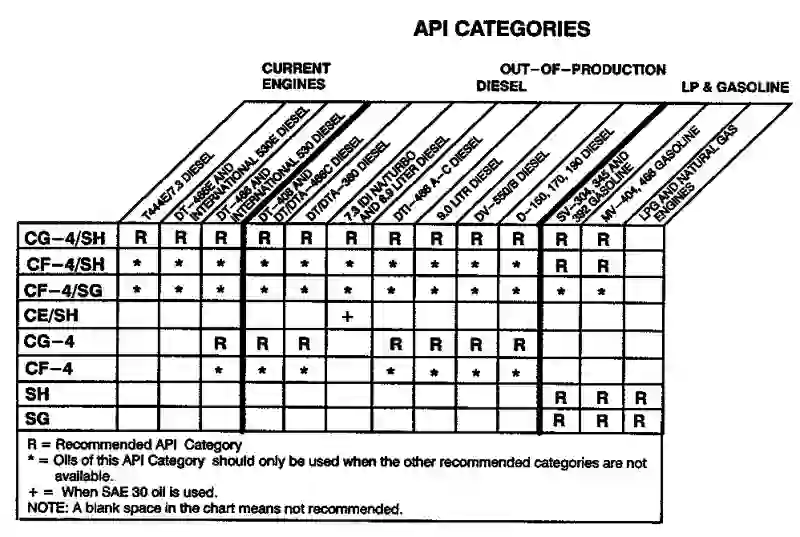 API CATEGORIES
CURRENT
ENGINES
OUT-OF-PRODUCTION
DIESEL
LP & GASOLINE
T444E/7.3 DIESEL
DT-466E AND
INTERNATIONAL 530E DIESEL
DT-466 AND
INTERNATIONAL 530 DIESEL
DT-408 AND
DT/DTA-466C DIESEL
DT/DTA-360 DIESEL
7.3 IDI NA/TURBO
AND 6.9 LITER DIESEL
DTI-466 A-C DIESEL
9.0 LITR DIESEL
DV-550/B DIESEL
D-150, 170, 190 DIESEL
SV-304, 345 AND
392 GASOLINE
MV-404, 466 GASOLINE
LPG AND NATURAL GAS
ENGINES
CG-4/SH R R R R R R R R R R R R
CF-4/SH * * * * * * * * * * R R
CF-4/SG * * * * * * * * * * * *
CE/SH +
CG-4 R R R R R R R
CF-4 * * * * * * *
SH R R R
SG R R R
R = Recommended API Category
* = Oils of this API Category should only be used when the other recommended categories are not
available.
+ = When SAE 30 oil is used.
NOTE: A blank space in the chart means not recommended.